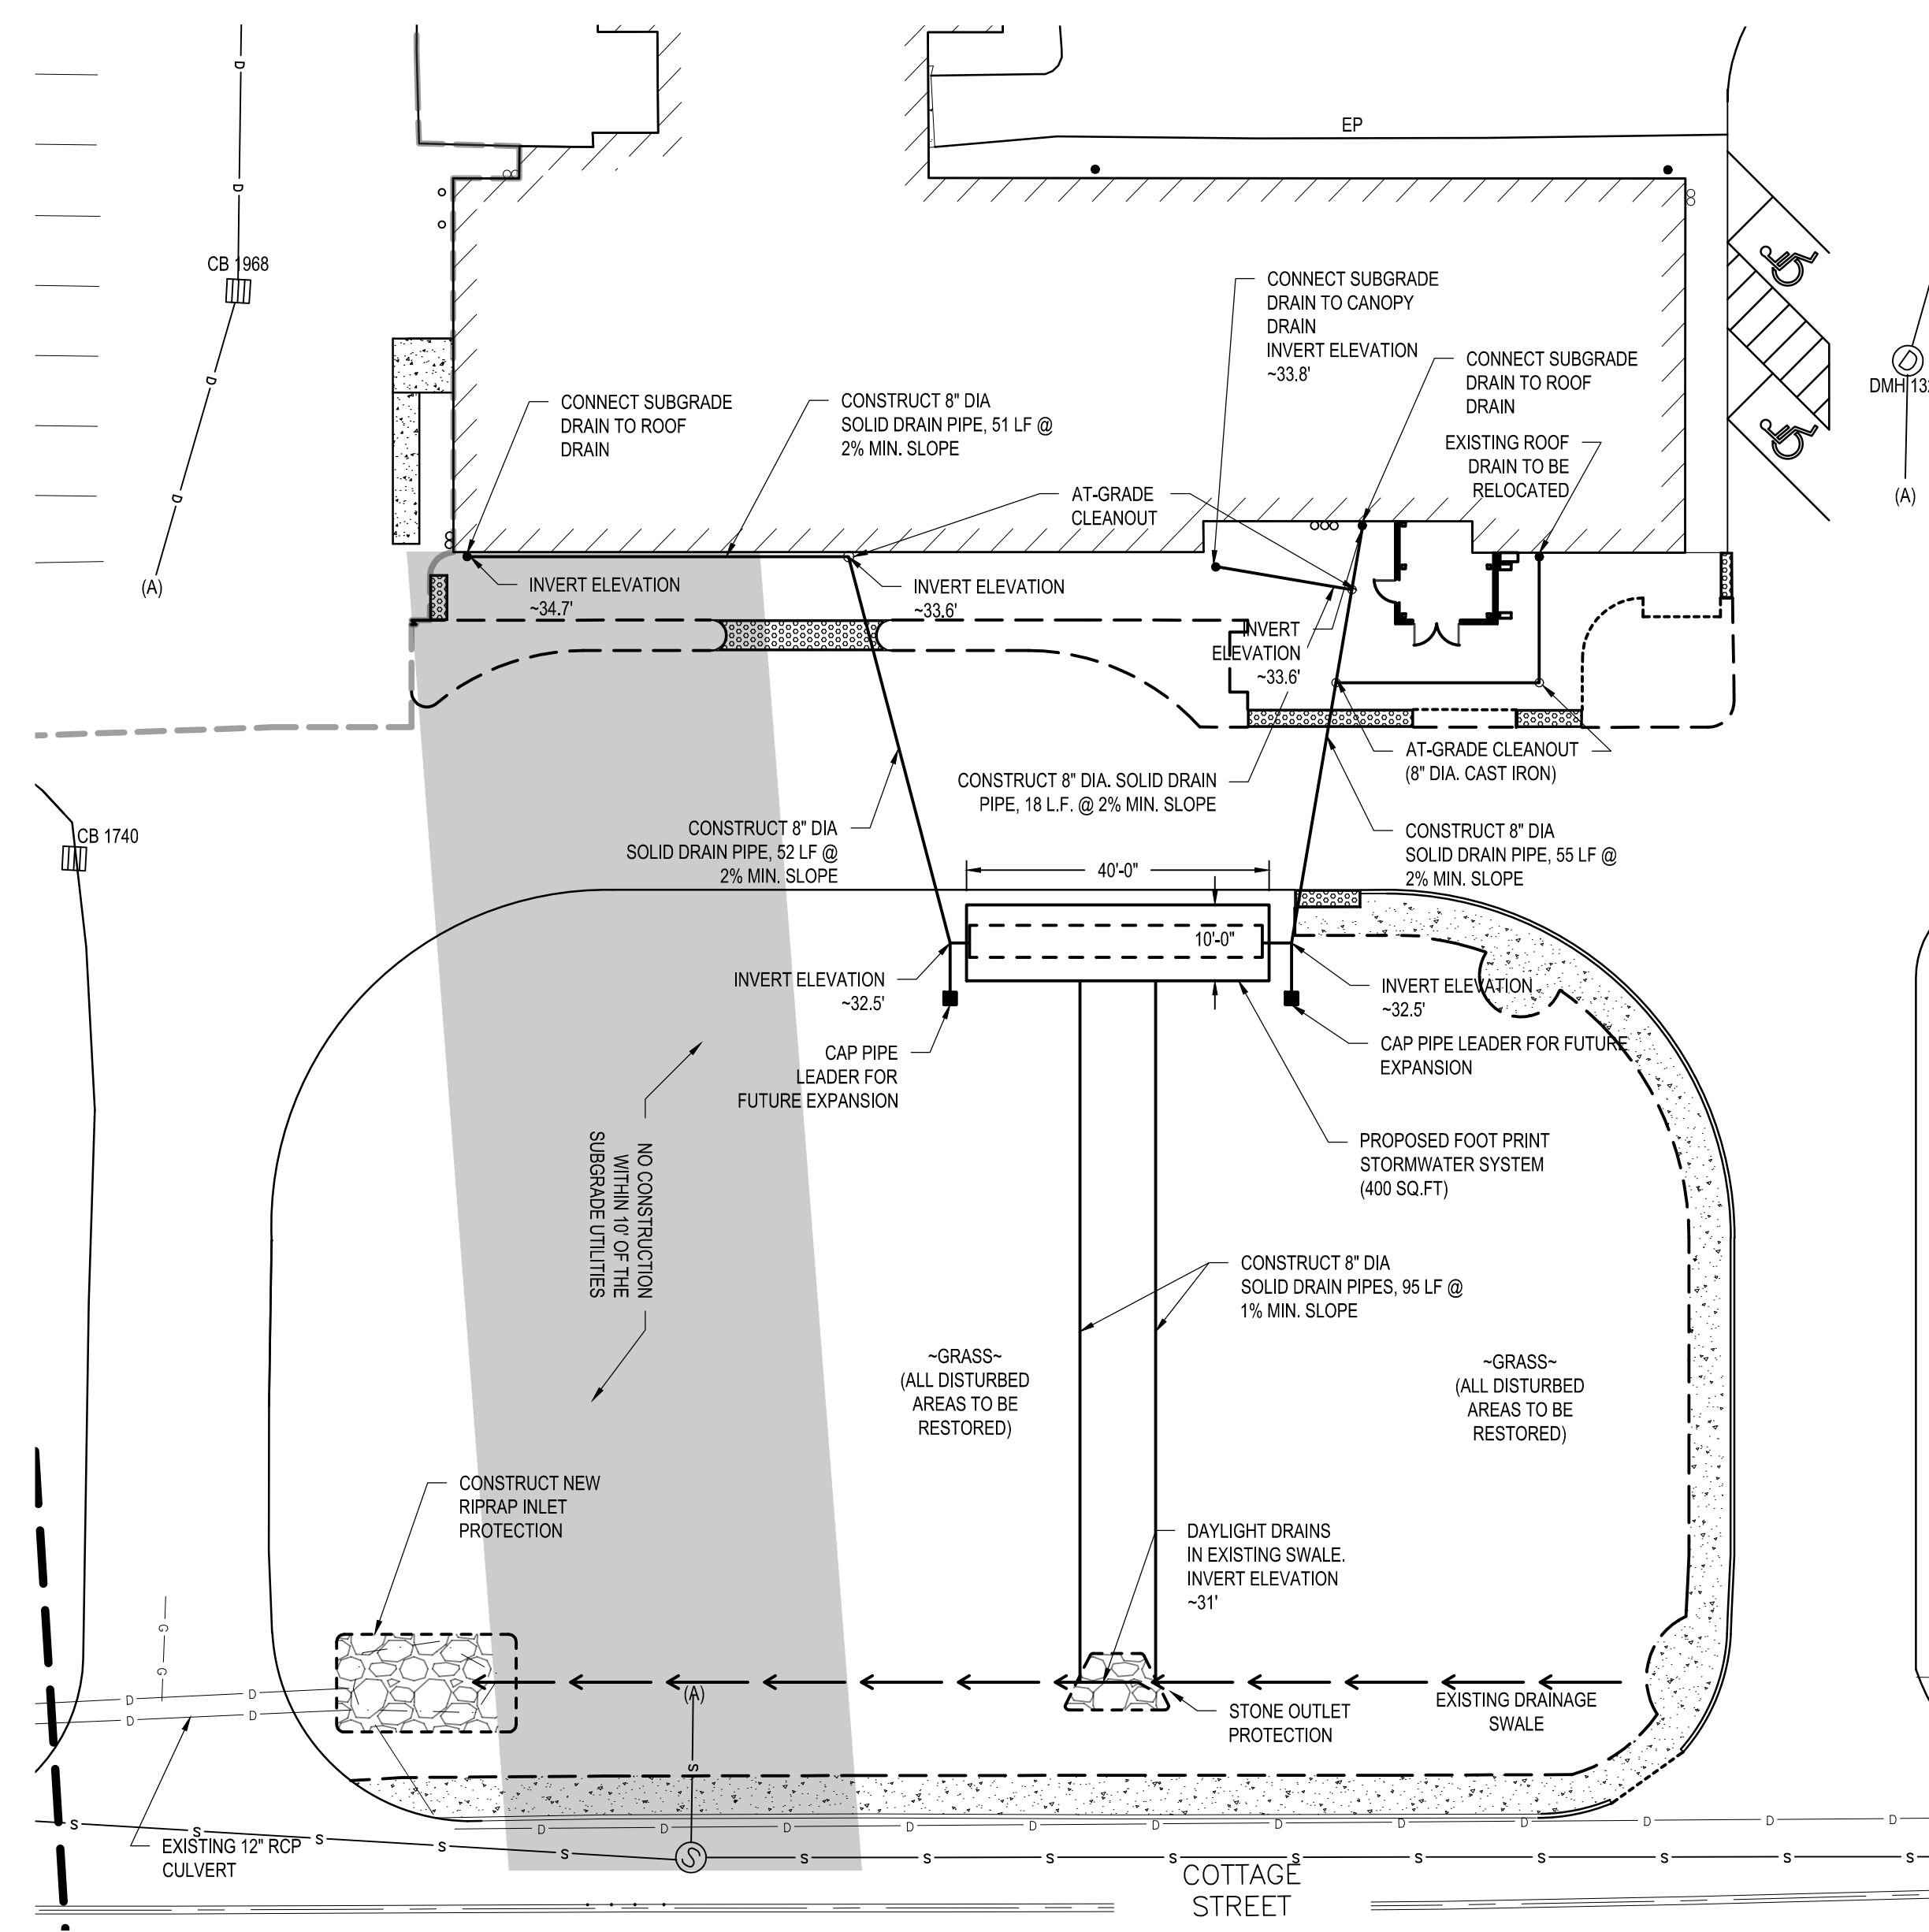 EP
CB 1968
CONNECT SUBGRADE
DRAIN TO CANOPY
DRAIN
INVERT ELEVATION
~33.8'
CONNECT SUBGRADE
DRAIN TO ROOF
DRAIN
DMH 13
(A)
CONNECT SUBGRADE
DRAIN TO ROOF
DRAIN
CONSTRUCT 8" DIA
SOLID DRAIN PIPE, 51 LF @
2% MIN. SLOPE
EXISTING ROOF
DRAIN TO BE
RELOCATED
AT-GRADE
CLEANOUT
(A)
INVERT ELEVATION
~34.7'
INVERT ELEVATION
~33.6'
INVERT
ELEVATION
~33.6'
AT-GRADE CLEANOUT
(8" DIA. CAST IRON)
CONSTRUCT 8" DIA. SOLID DRAIN
PIPE, 18 L.F. @ 2% MIN. SLOPE
CB 1740
CONSTRUCT 8" DIA
SOLID DRAIN PIPE, 52 LF @
2% MIN. SLOPE
CONSTRUCT 8" DIA
SOLID DRAIN PIPE, 55 LF @
2% MIN. SLOPE
40'-0"
10'-0"
INVERT ELEVATION
~32.5'
INVERT ELEVATION
~32.5'
CAP PIPE
LEADER FOR
FUTURE EXPANSION
CAP PIPE LEADER FOR FUTURE
EXPANSION
NO CONSTRUCTION
WITHIN 10' OF THE
SUBGRADE UTILITIES
PROPOSED FOOT PRINT
STORMWATER SYSTEM
(400 SQ.FT)
CONSTRUCT 8" DIA
SOLID DRAIN PIPES, 95 LF @
1% MIN. SLOPE
~GRASS~
(ALL DISTURBED
AREAS TO BE
RESTORED)
~GRASS~
(ALL DISTURBED
AREAS TO BE
RESTORED)
CONSTRUCT NEW
RIPRAP INLET
PROTECTION
DAYLIGHT DRAINS
IN EXISTING SWALE.
INVERT ELEVATION
~31'
(A)
STONE OUTLET
PROTECTION
EXISTING DRAINAGE
SWALE
EXISTING 12" RCP
CULVERT
COTTAGE
STREET